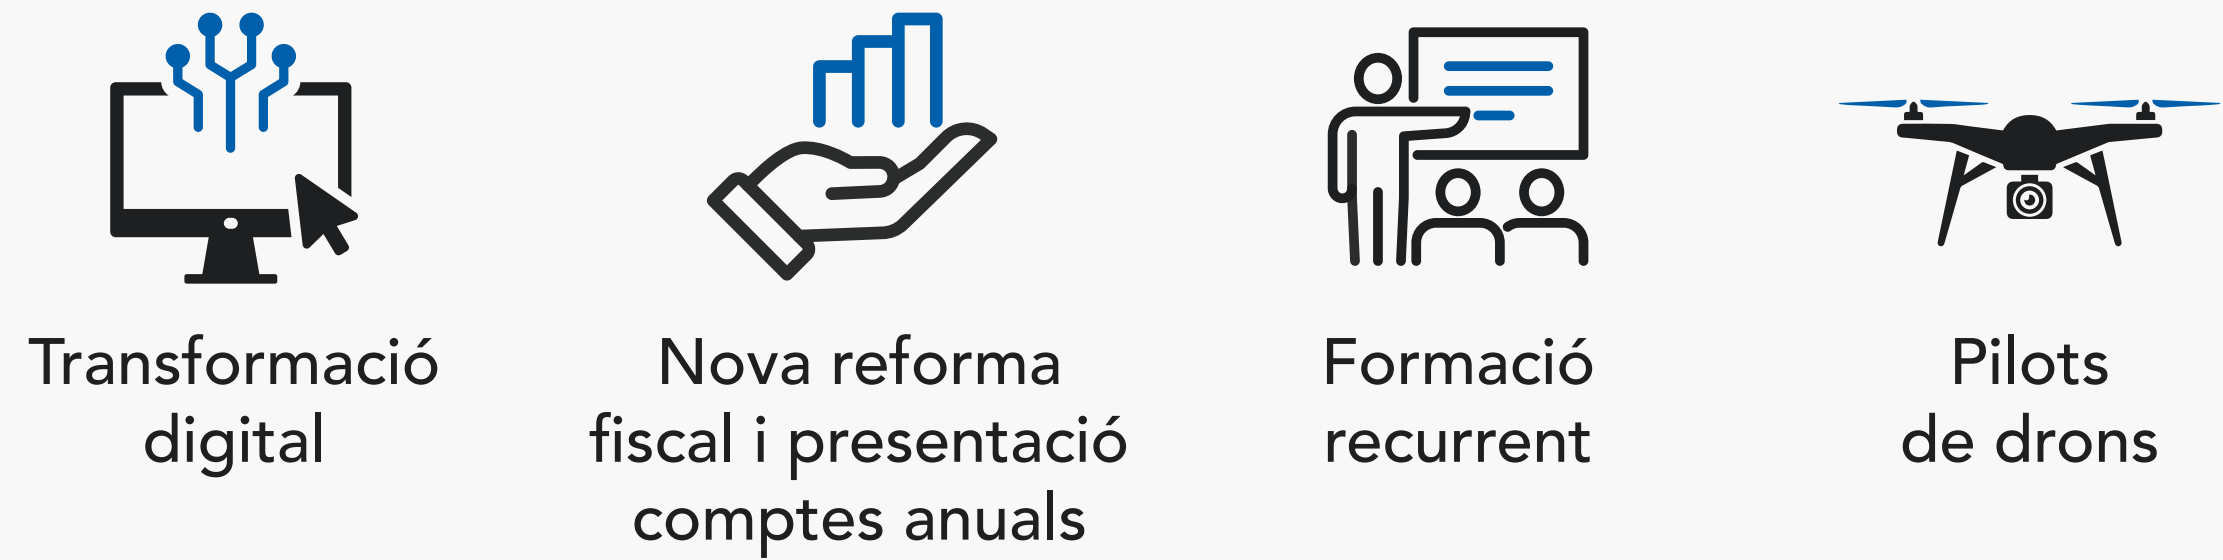 Transformació
digital
Nova reforma
fiscal i presentació
comptes anuals
Formació
recurrent
Pilots
de drons